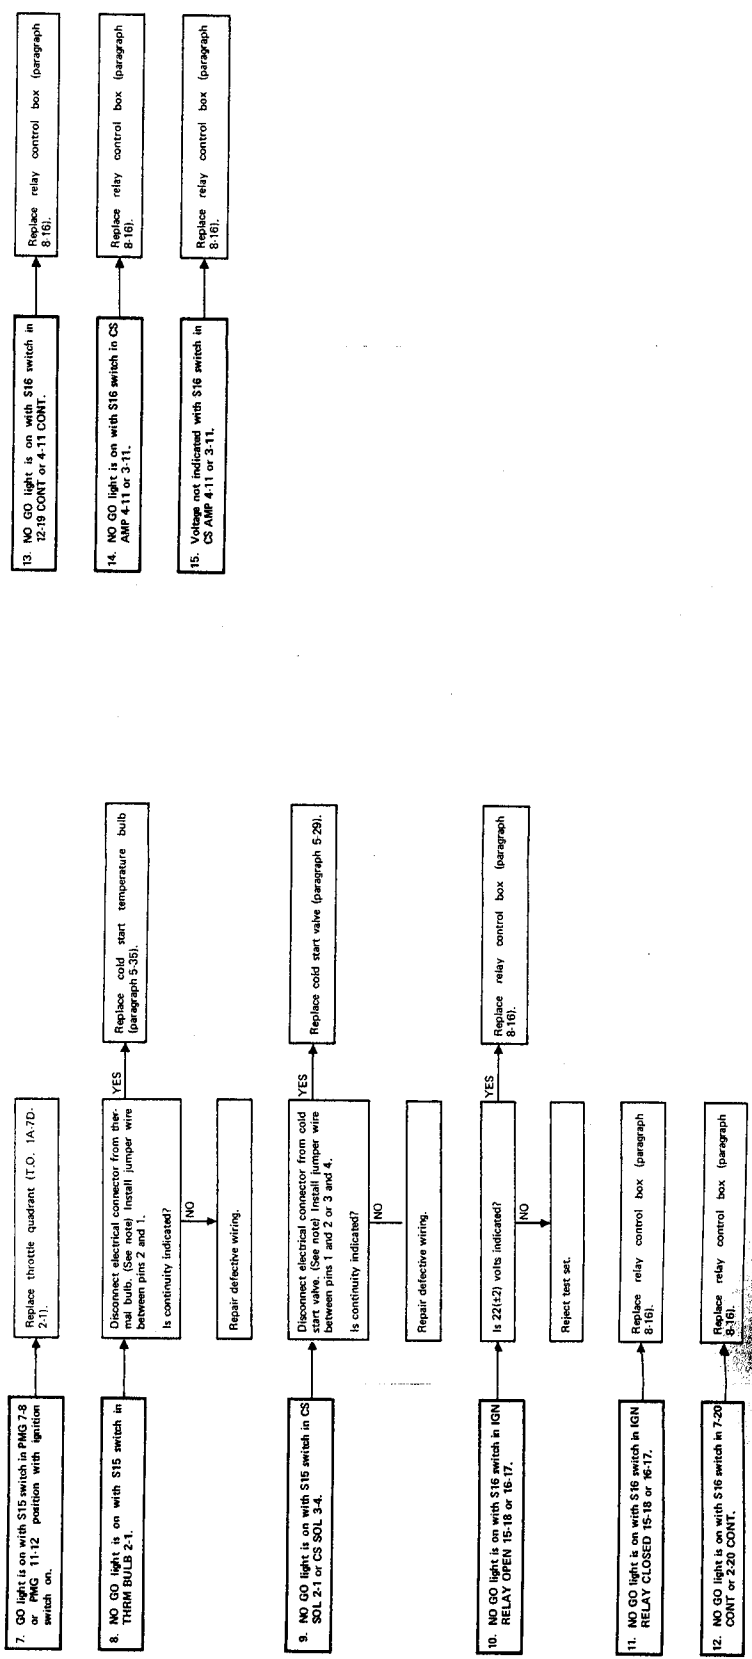 7. GO light is on with S15 switch in PMG 7-8
or PMG 11-12 position with ignition
switch on.
Replace throttle quadrant (T.O. 1A-7D-
2-1).
8. NO GO light is on with S15 switch in
THRM BULB 2-1.
Disconnect electrical connector from ther-
mal bulb. (See note) Install jumper wire
between pins 2 and 1.
Is continuity indicated?
YES
Replace cold start temperature bulb
(paragraph 5-35).
NO
Repair defective wiring.
9. NO GO light is on with S15 switch in CS
SOL 2-1 or CS SOL 3-4.
Disconnect electrical connector from cold
start valve. (See note) Install jumper wire
between pins 1 and 2 or 3 and 4.
Is continuity indicated?
YES
Replace cold start valve (paragraph 5-29).
NO
Repair defective wiring.
10. NO GO light is on with S16 switch in IGN
RELAY OPEN 15-18 or 16-17.
Is 22(±2) volts indicated?
YES
Replace relay control box (paragraph
8-16).
NO
Reject test set.
11. NO GO light is on with S16 switch in IGN
RELAY CLOSED 15-18 or 16-17.
Replace relay control box (paragraph
8-16).
12. NO GO light is on with S16 switch in 7-20
CONT or 2-20 CONT.
Replace relay control box (paragraph
8-16).
13. NO GO light is on with S16 switch in
12-19 CONT or 4-11 CONT.
Replace relay control box (paragraph
8-16).
14. NO GO light is on with S16 switch in CS
AMP 4-11 or 3-11.
Replace relay control box (paragraph
8-16).
15. Voltage not indicated with S16 switch in
CS AMP 4-11 or 3-11.
Replace relay control box (paragraph
8-16).